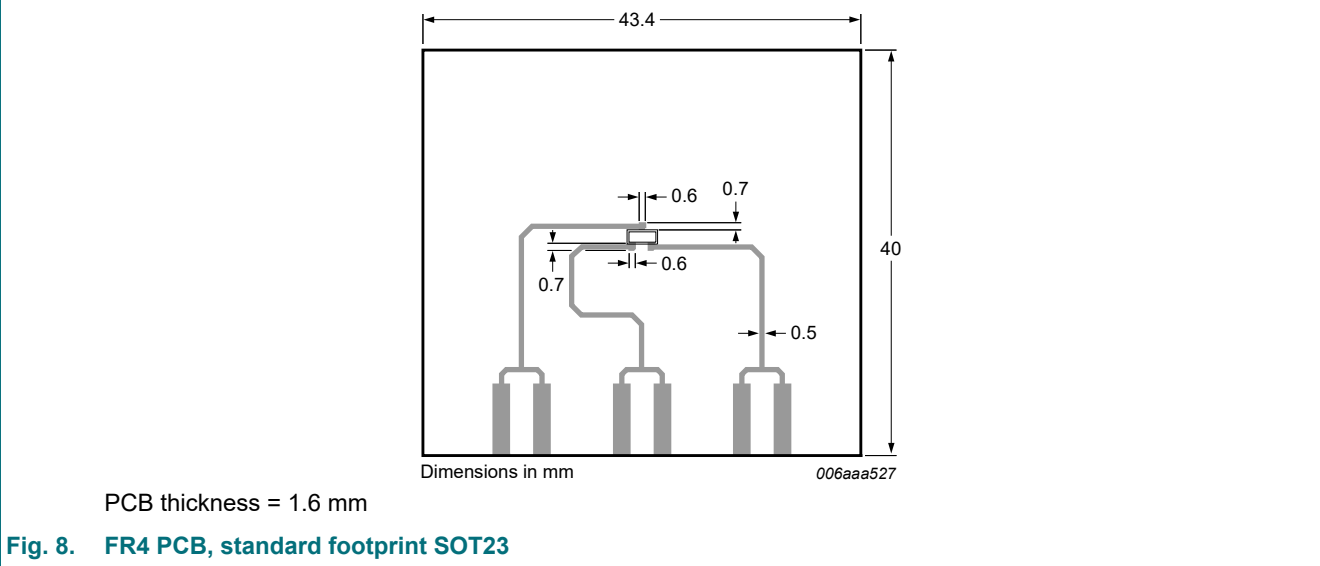 43.4
0.6 0.7
40
0.6
0.7
0.5
Dimensions in mm 006aaa527
PCB thickness = 1.6 mm
Fig. 8. FR4 PCB, standard footprint SOT23